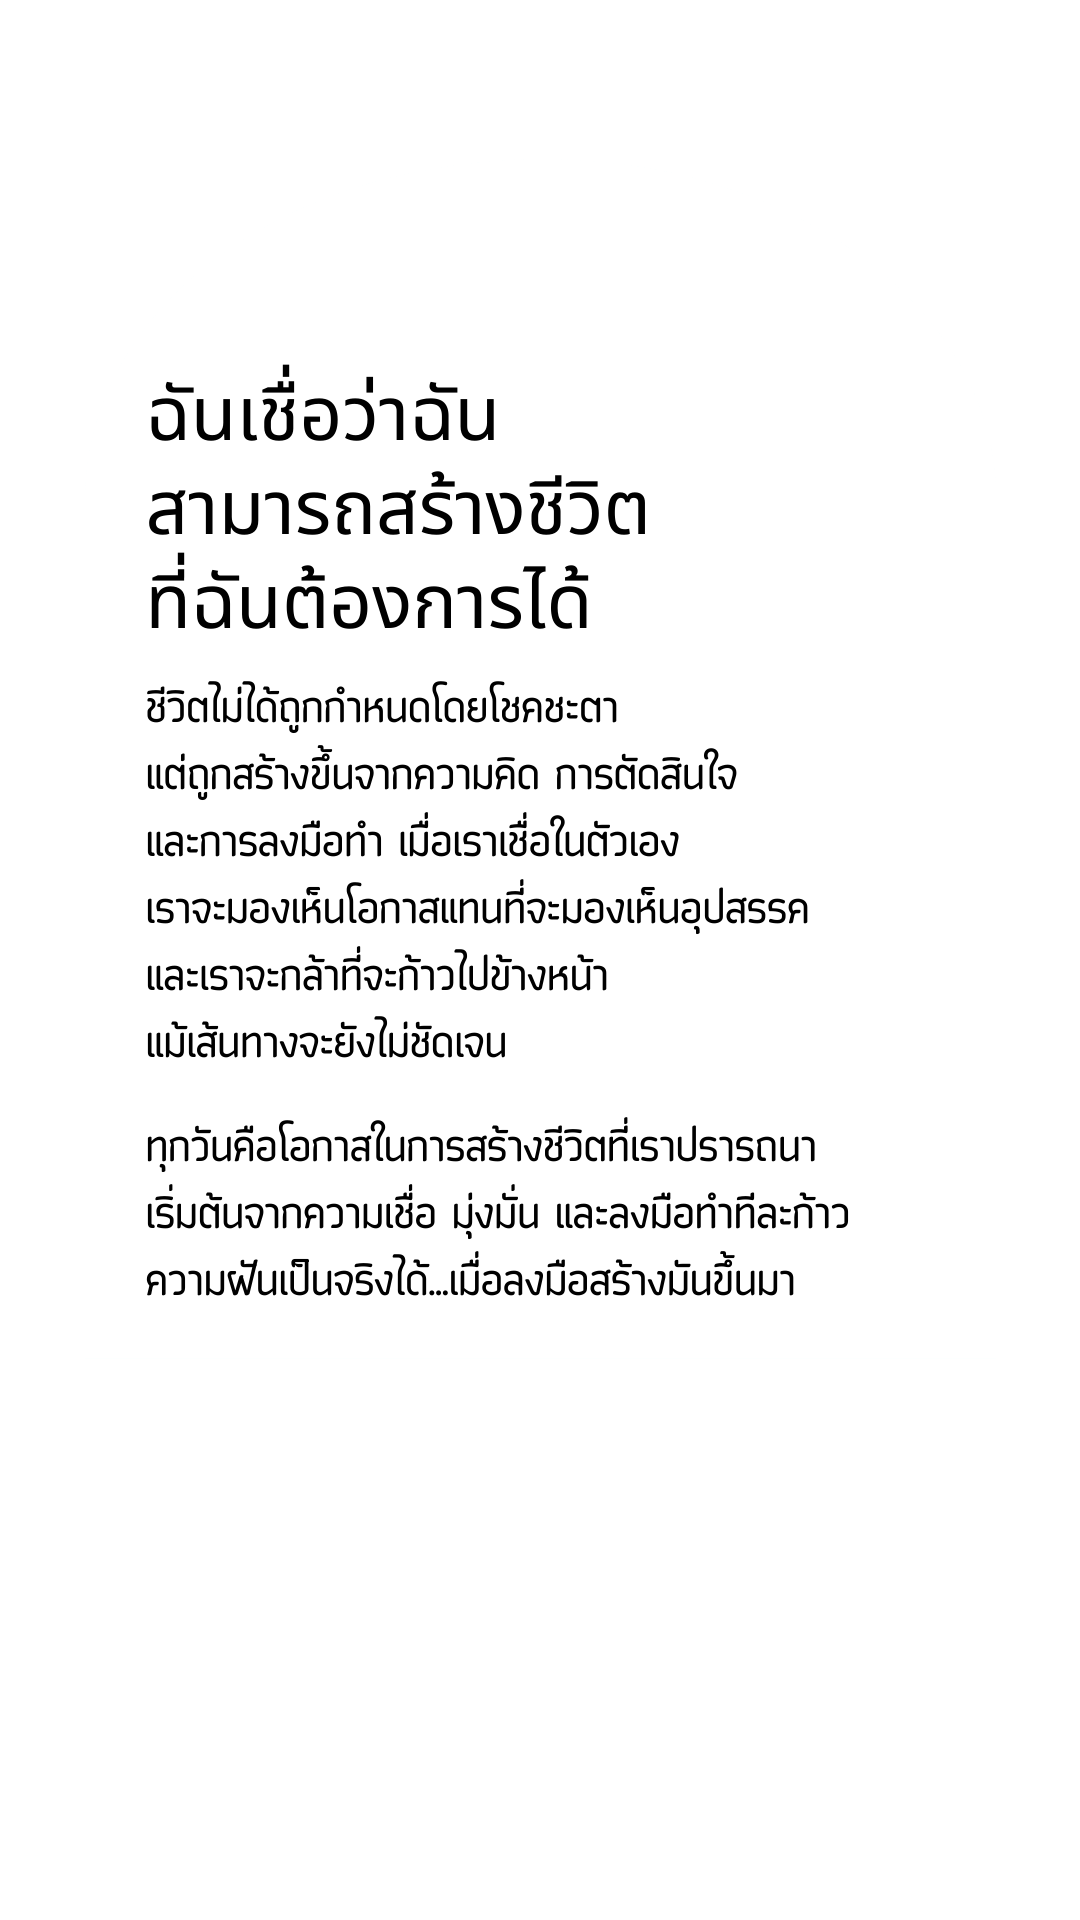 ฉันเชื่อว่าฉัน
สามารถสร้างชีวิต
ที่ฉันต้องการได้
ชีวิตไม่ได้ถูกกำหนดโดยโชคชะตา
แต่ถูกสร้างขึ้นจากความคิด การตัดสินใจ
และการลงมือทำ เมื่อเราเชื่อในตัวเอง
เราจะมองเห็นโอกาสแทนที่จะมองเห็นอุปสรรค
และเราจะกล้าที่จะก้าวไปข้างหน้า
แม้เส้นทางจะยังไม่ชัดเจน
ทุกวันคือโอกาสในการสร้างชีวิตที่เราปรารถนา
เริ่มต้นจากความเชื่อ มุ่งมั่น และลงมือทำทีละก้าว
ความฝันเป็นจริงได้...เมื่อลงมือสร้างมันขึ้นมา